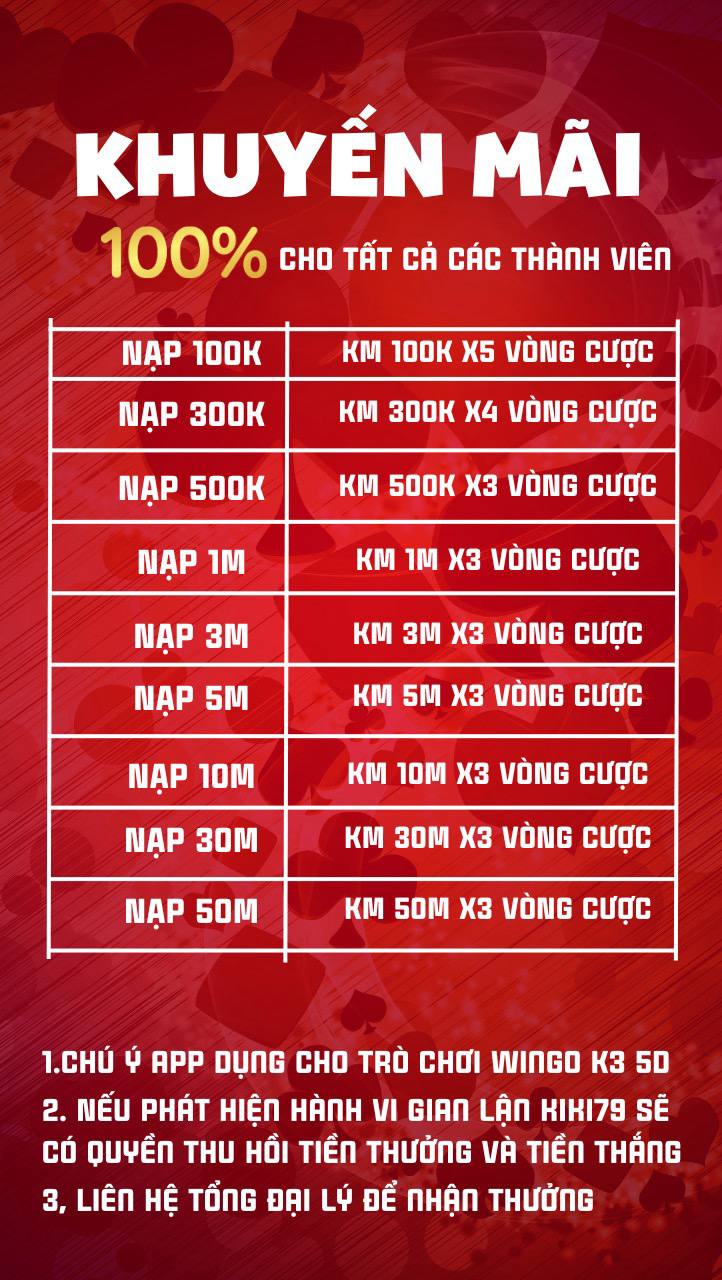 KHUYẾN MÃI
100% CHO TẤT CẢ CÁC THÀNH VIÊN
NẠP 100K KM 100K X5 VÒNG CƯỢC
NẠP 300K KM 300K X4 VÒNG CƯỢC
NẠP 500K KM 500K X3 VÒNG CƯỢC
NẠP 1M KM 1M X3 VÒNG CƯỢC
NẠP 3M KM 3M X3 VÒNG CƯỢC
NẠP 5M KM 5M X3 VÒNG CƯỢC
NẠP 10M KM 10M X3 VÒNG CƯỢC
NẠP 30M KM 30M X3 VÒNG CƯỢC
NẠP 50M KM 50M X3 VÒNG CƯỢC
1.CHÚ Ý APP DỤNG CHO TRÒ CHƠI WINGO K3 5D
2. NẾU PHÁT HIỆN HÀNH VI GIAN LẬN KIKI79 SẼ
CÓ QUYỀN THU HỒI TIỀN THƯỞNG VÀ TIỀN THẮNG
3, LIÊN HỆ TỔNG ĐẠI LÝ ĐỂ NHẬN THƯỞNG